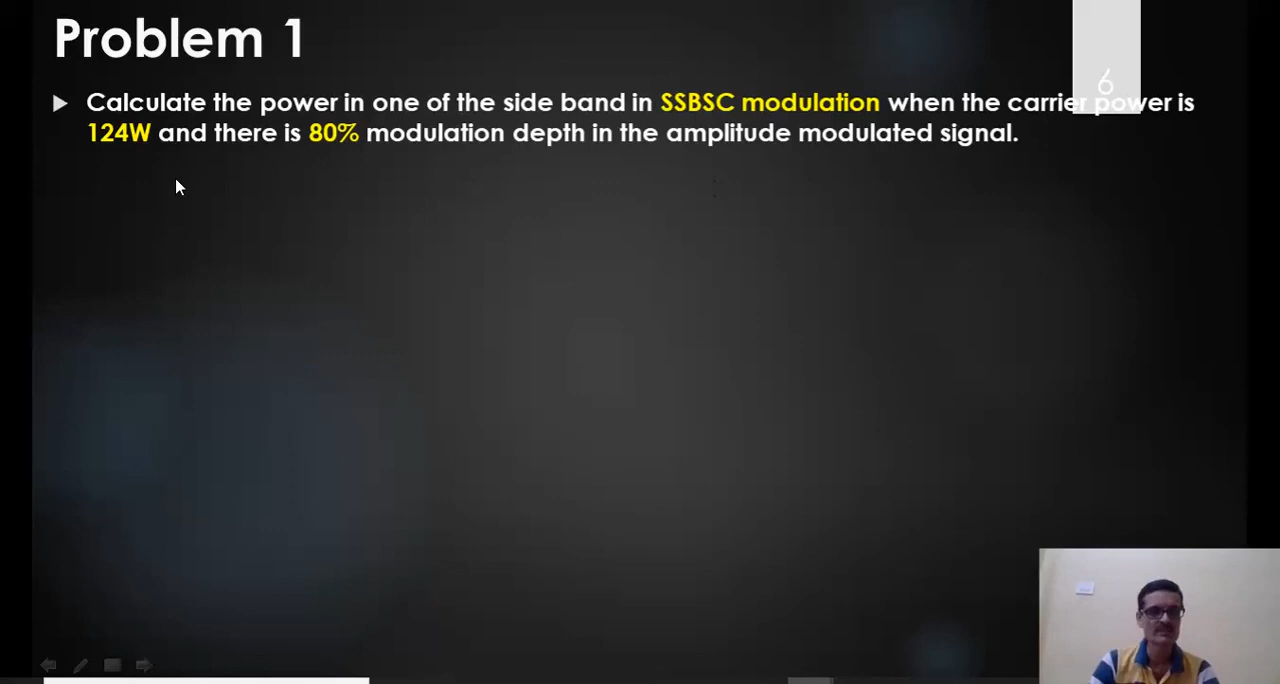 Problem 1
6
Calculate the power in one of the side band in SSBSC modulation when the carrier power is
124W and there is 80% modulation depth in the amplitude modulated signal.